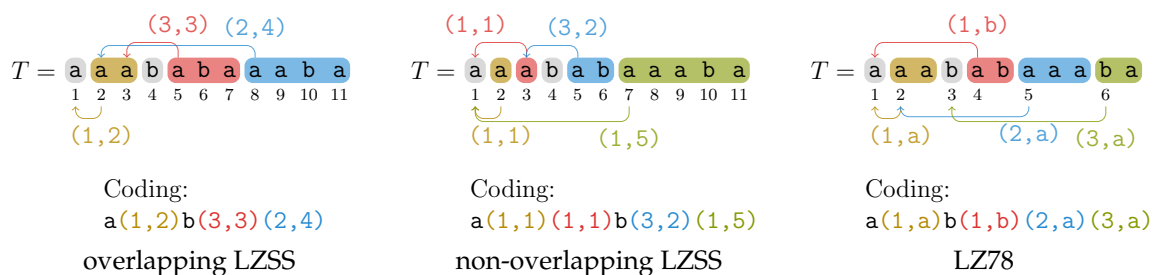 (3,3) (2,4)
T = a a a b a b a a a b a
1 2 3 4 5 6 7 8 9 10 11
(1,2)
Coding:
a(1,2)b(3,3)(2,4)
overlapping LZSS
(1,1) (3,2)
T = a a a b a b a a a b a
1 2 3 4 5 6 7 8 9 10 11
(1,1) (1,5)
Coding:
a(1,1)(1,1)b(3,2)(1,5)
non-overlapping LZSS
(1,b)
T = a a a b a b a a a b a
1 2 3 4 5 6
(1,a) (2,a) (3,a)
Coding:
a(1,a)b(1,b)(2,a)(3,a)
LZ78